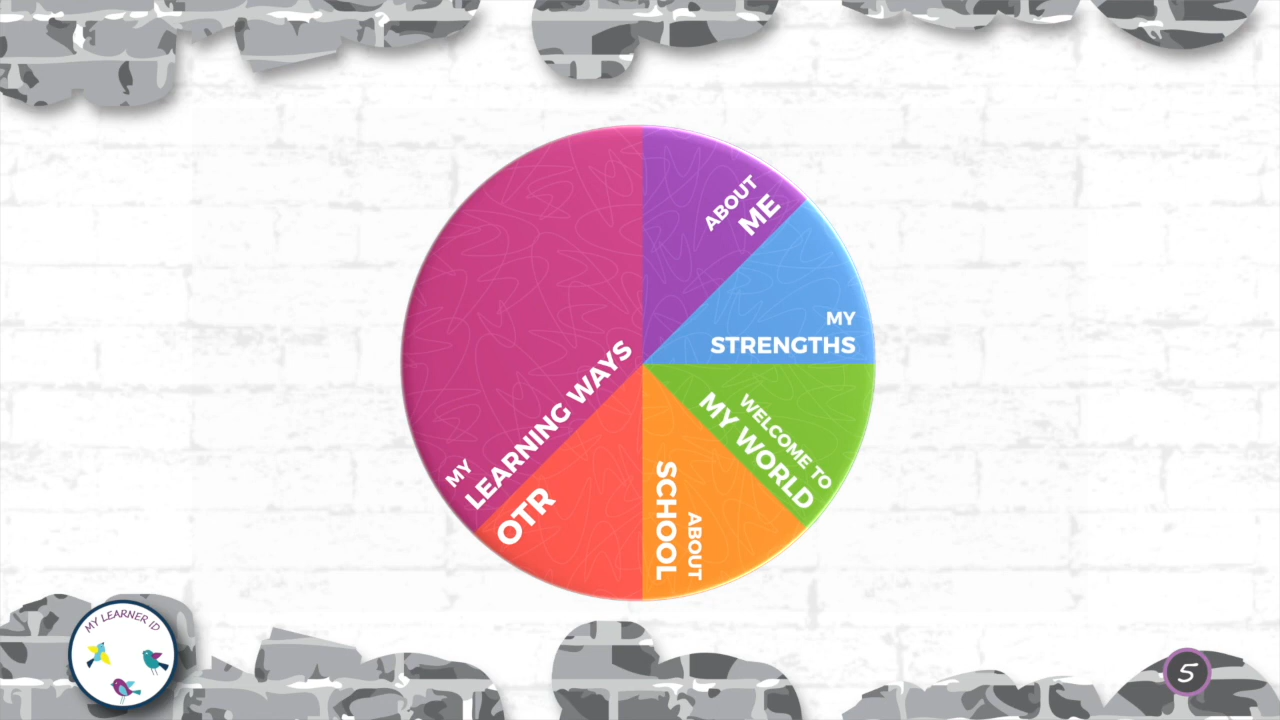 ABOUT
ME
MY
STRENGTHS
WELCOME TO
MY WORLD
ABOUT
SCHOOL
OTR
MY
LEARNING WAYS
MY LEARNER ID
5